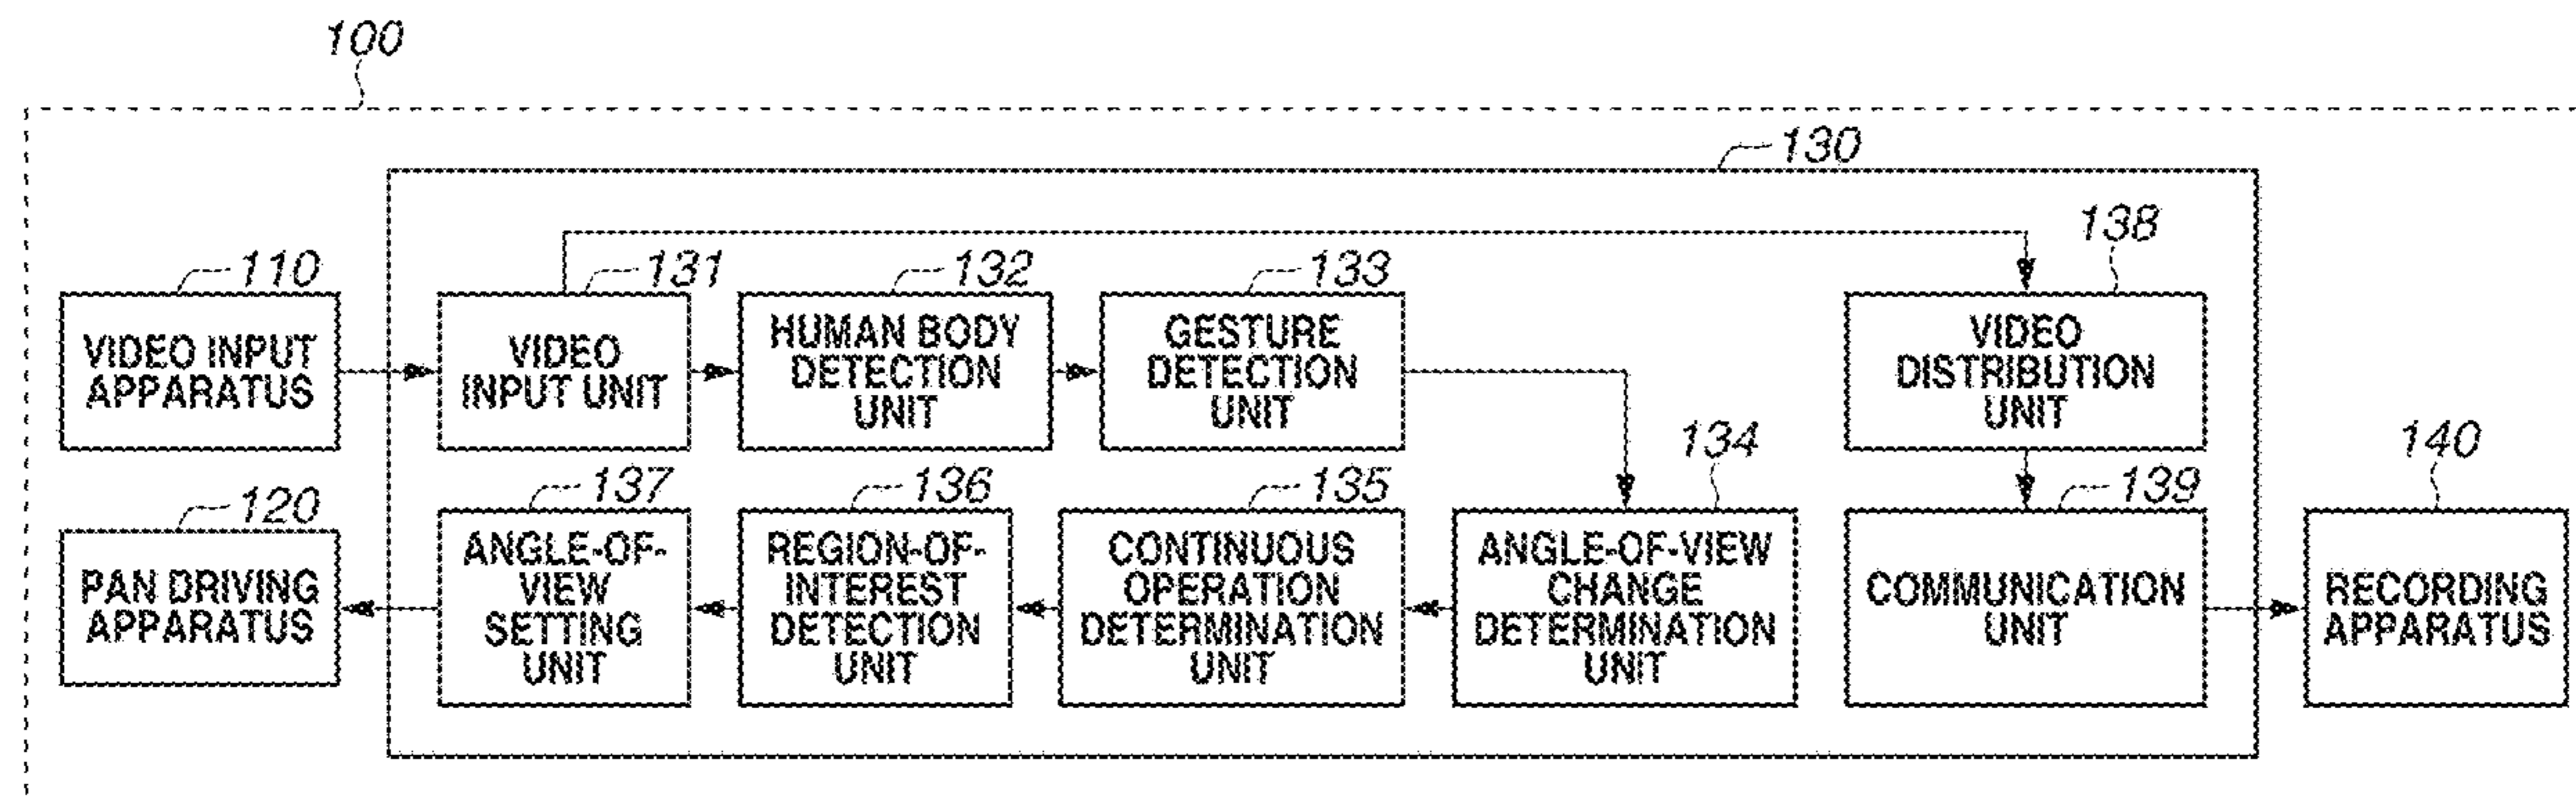 100
130
110
VIDEO INPUT
APPARATUS
131
VIDEO
INPUT UNIT
132
HUMAN BODY
DETECTION
UNIT
133
GESTURE
DETECTION
UNIT
138
VIDEO
DISTRIBUTION
UNIT
120
PAN DRIVING
APPARATUS
137
ANGLE-OF-
VIEW
SETTING
UNIT
136
REGION-OF-
INTEREST
DETECTION
UNIT
135
CONTINUOUS
OPERATION
DETERMINATION
UNIT
134
ANGLE-OF-VIEW
CHANGE
DETERMINATION
UNIT
139
COMMUNICATION
UNIT
140
RECORDING
APPARATUS